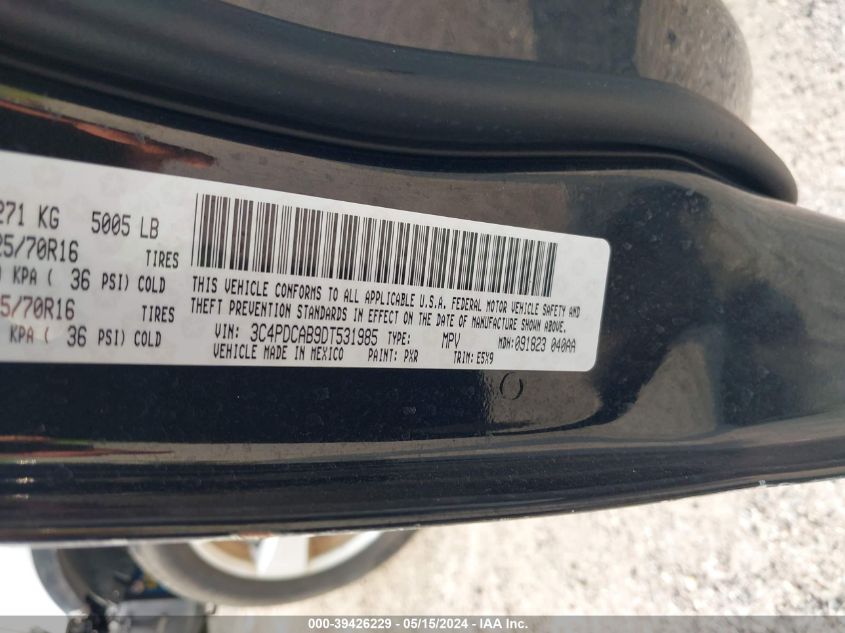 271 KG 5005 LB
25/70R16 TIRES
KPA ( 36 PSI) COLD
5/70R16 TIRES
KPA ( 36 PSI) COLD
THIS VEHICLE CONFORMS TO ALL APPLICABLE U.S.A. FEDERAL MOTOR VEHICLE SAFETY AND
THEFT PREVENTION STANDARDS IN EFFECT ON THE DATE OF MANUFACTURE SHOWN ABOVE.
VIN: 3C4PDCAB9DT531985 TYPE: MPV MDH:091823 040AA
VEHICLE MADE IN MEXICO PAINT: PXR TRIM: E5X9
000-39426229 - 05/15/2024 - IAA Inc.